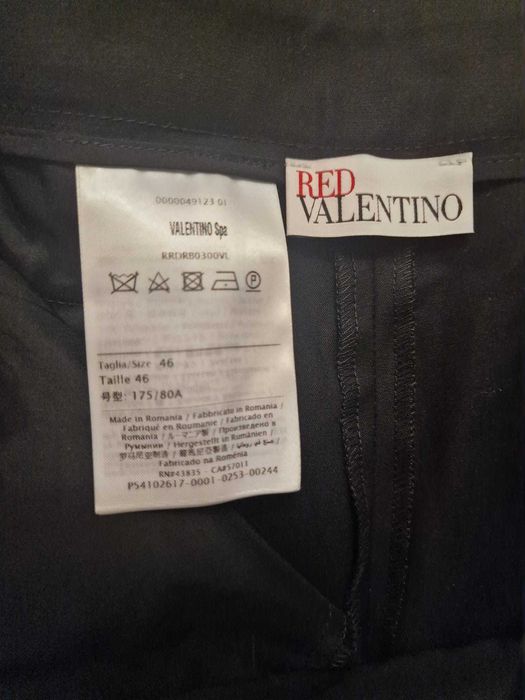 0000049123 01
VALENTINO Spa
RRDRB0300VL
P
Taglia/Size 46
Taille 46
号型: 175/80A
Made in Romania / Fabbricato in Romania /
Fabriqué en Roumanie / Fabricado en
Romania / ルーマニア製 / Произведено в
Румынии / Hergestellt in Rumänien /
罗马尼亚制造 / 羅馬尼亞製造 /
Fabricado na Roménia
RN#43835 - CA#57011
P54102617-0001-0253-00244
RED
VALENTINO